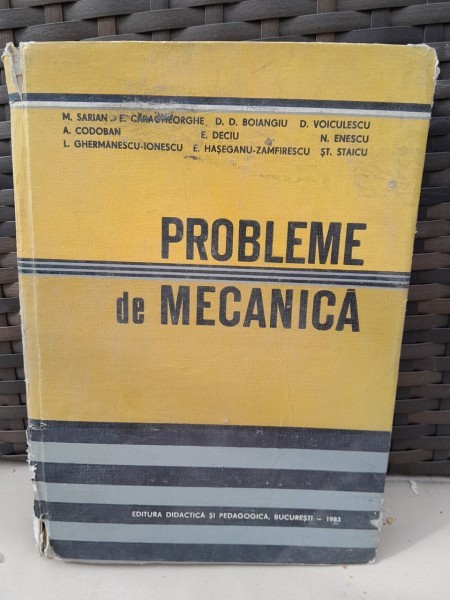 M. SARIAN E. CARAGHEORGHE, D. D. BOIANGIU D. VOICULESCU
A. CODOBAN E. DECIU N. ENESCU
L. GHERMĂNESCU-IONESCU E. HAȘEGANU-ZAMFIRESCU ȘT. STAICU
PROBLEME
de MECANICĂ
EDITURA DIDACTICĂ ȘI PEDAGOGICĂ, BUCUREȘTI – 1983